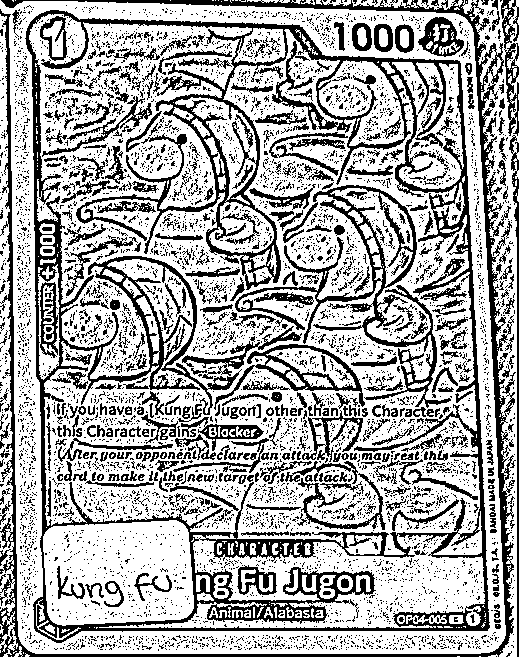 1
1000
COUNTER +1000
If you have a [Kung Fu Jugon] other than this Character,
this Character gains Blocker
(After your opponent declares an attack, you may rest this
card to make it the new target of the attack.)
CHARACTER
kung fu
ng Fu Jugon
Animal/Alabasta
OP04-005 C 1
BANDAI MADE IN JAPAN